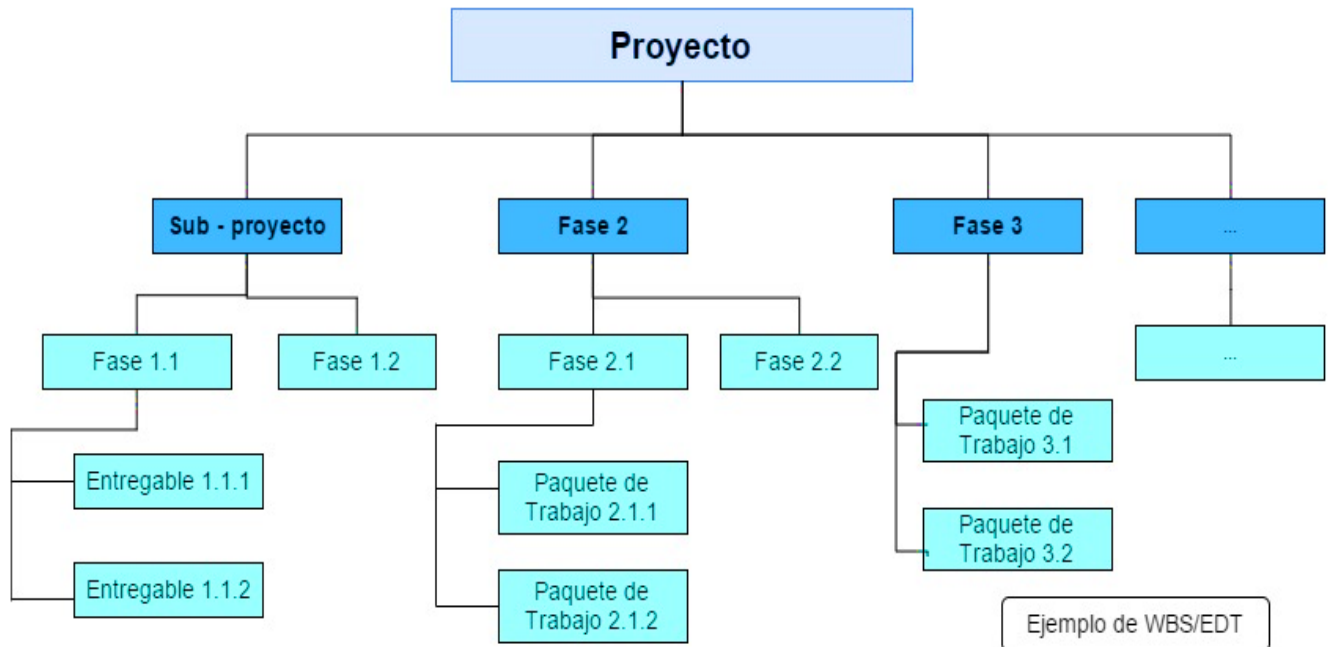 Proyecto
Sub - proyecto
Fase 2
Fase 3
...
Fase 1.1
Fase 1.2
Fase 2.1
Fase 2.2
...
Entregable 1.1.1
Entregable 1.1.2
Paquete de
Trabajo 2.1.1
Paquete de
Trabajo 2.1.2
Paquete de
Trabajo 3.1
Paquete de
Trabajo 3.2
Ejemplo de WBS/EDT